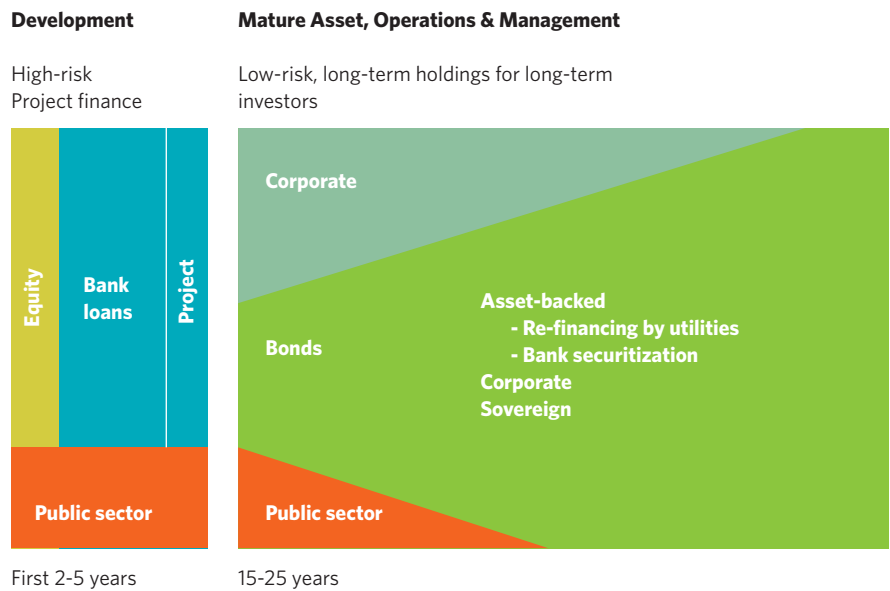 Development
High-risk
Project finance
Equity
Bank
loans
Project
Public sector
First 2-5 years
Mature Asset, Operations & Management
Low-risk, long-term holdings for long-term
investors
Corporate
Bonds
Asset-backed
- Re-financing by utilities
- Bank securitization
Corporate
Sovereign
Public sector
15-25 years